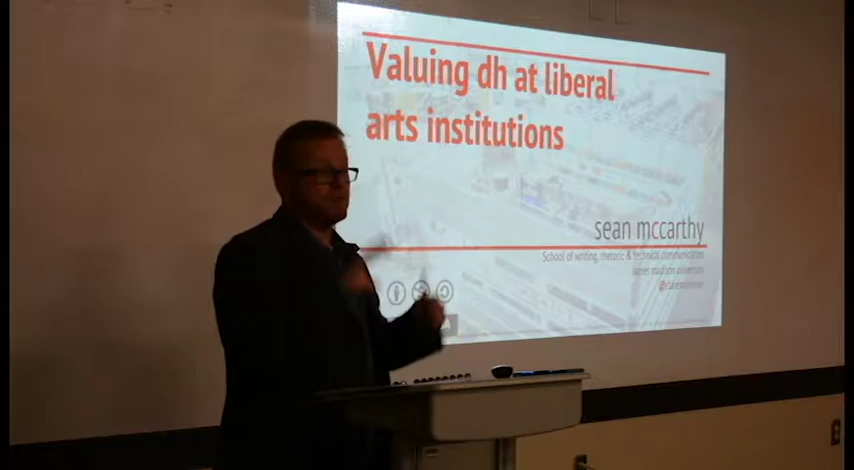 Valuing dh at liberal
arts institutions
sean mccarthy
School of writing, rhetoric & technical communication
james madison university